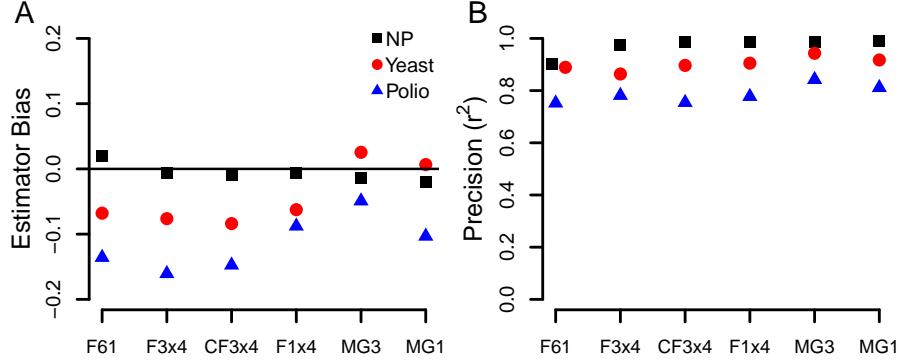 A
Estimator Bias
0.2
0.1
0.0
−0.1
−0.2
NP
Yeast
Polio
F61 F3x4 CF3x4 F1x4 MG3 MG1
B
Precision (r²)
1.0
0.8
0.6
0.4
0.2
0.0
F61 F3x4 CF3x4 F1x4 MG3 MG1